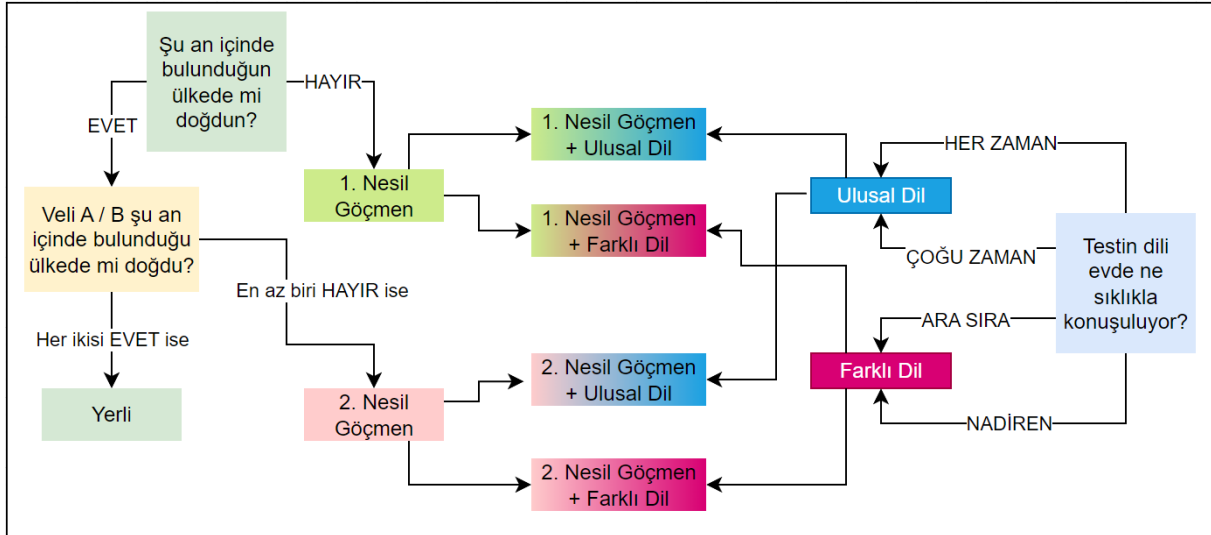 Şu an içinde
bulunduğun
ülkede mi
doğdun?
HAYIR
EVET
Veli A / B şu an
içinde bulunduğu
ülkede mi doğdu?
En az biri HAYIR ise
Her ikisi EVET ise
Yerli
1. Nesil
Göçmen
2. Nesil
Göçmen
1. Nesil Göçmen
+ Ulusal Dil
1. Nesil Göçmen
+ Farklı Dil
2. Nesil Göçmen
+ Ulusal Dil
2. Nesil Göçmen
+ Farklı Dil
Ulusal Dil
Farklı Dil
HER ZAMAN
ÇOĞU ZAMAN
ARA SIRA
NADİREN
Testin dili
evde ne
sıklıkla
konuşuluyor?